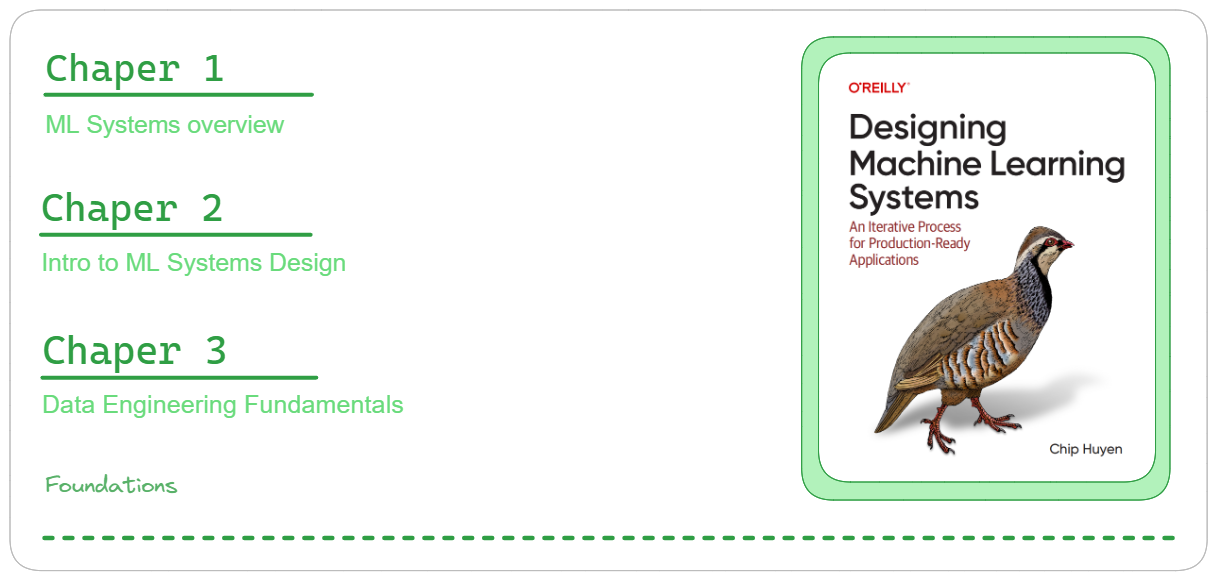 Chaper 1
ML Systems overview
Chaper 2
Intro to ML Systems Design
Chaper 3
Data Engineering Fundamentals
Foundations
O'REILLY®
Designing
Machine Learning
Systems
An Iterative Process
for Production-Ready
Applications
Chip Huyen